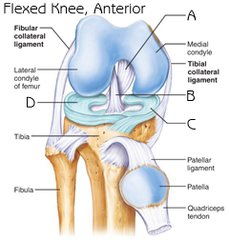 Flexed Knee, Anterior
A
Fibular
collateral
ligament
Medial
condyle
Tibial
collateral
ligament
Lateral
condyle
of femur
B
D
C
Tibia
Patellar
ligament
Fibula
Patella
Quadriceps
tendon